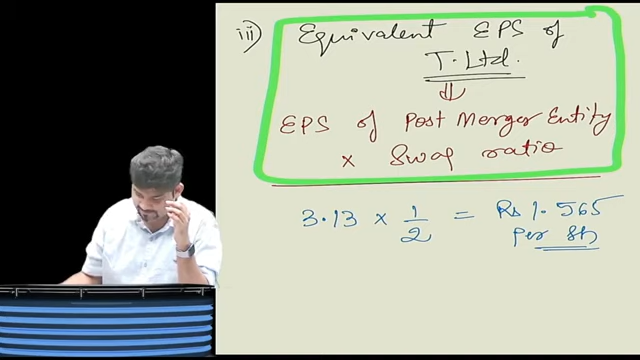 iii) Equivalent EPS of
T. Ltd.
⇓
EPS of Post Merger Entity
× Swap ratio
3.13 × 1/2 = Rs 1.565
per sh